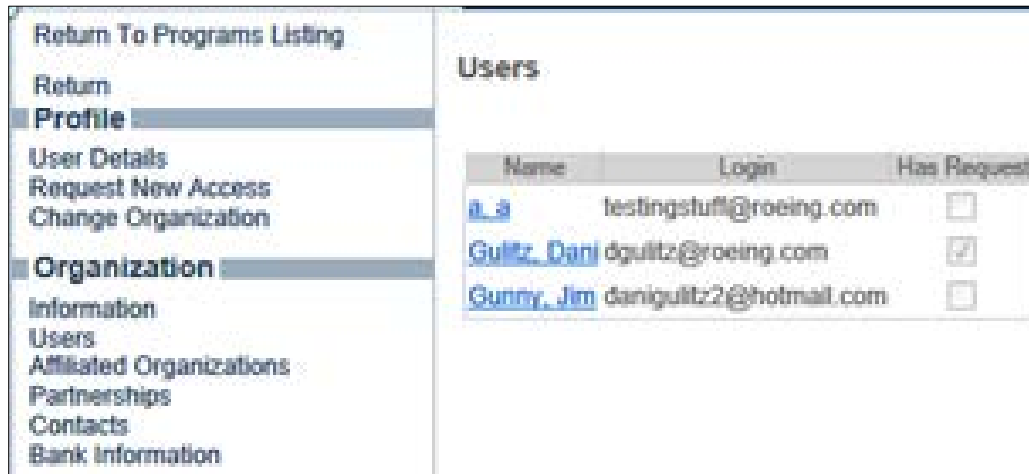 Return To Programs Listing
Return
Profile
User Details
Request New Access
Change Organization
Organization
Information
Users
Affiliated Organizations
Partnerships
Contacts
Bank Information
Users
Name Login Has Request
a, a testingstuff@roeing.com
Gulitz, Dani dgulitz@roeing.com
Gunny, Jim danigulitz2@hotmail.com